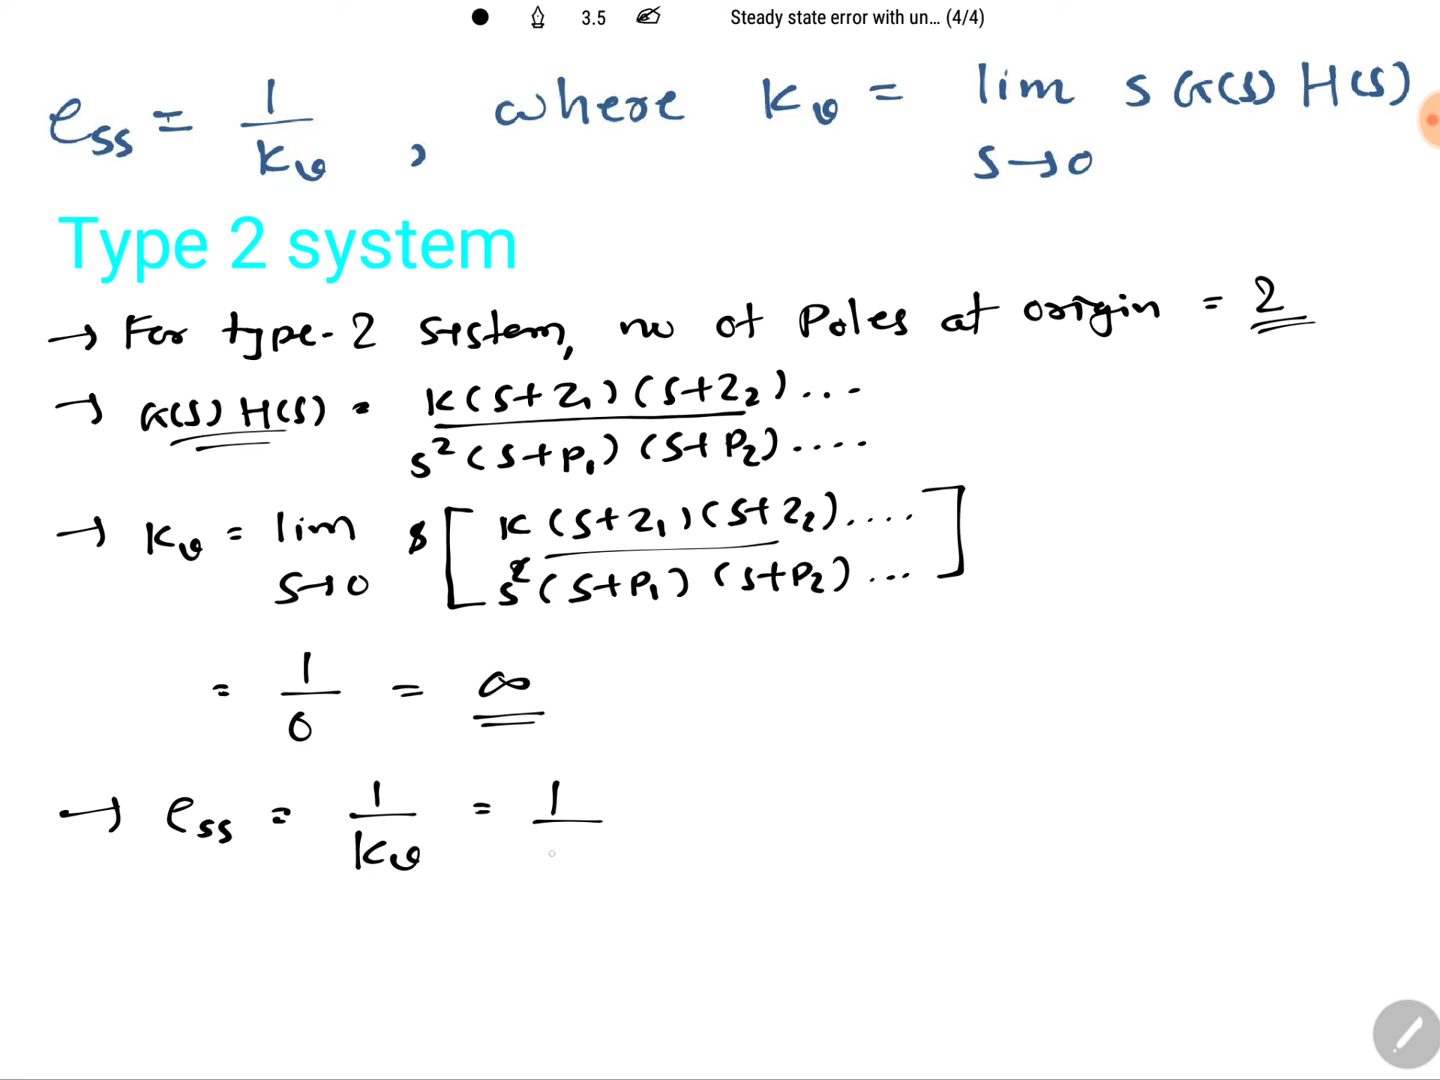 3.5 Steady state error with un... (4/4)
ess = 1/Kv , where Kv = lim s→0 s G(s) H(s)
Type 2 system
→ For type-2 system, no of Poles at origin = 2
→ G(s) H(s) = K(s+z₁)(s+z₂)... / s²(s+p₁)(s+p₂)....
→ Kv = lim s→0 s [ K(s+z₁)(s+z₂).... / s²(s+p₁)(s+p₂)... ]
= 1/0 = ∞
→ ess = 1/Kv = 1/